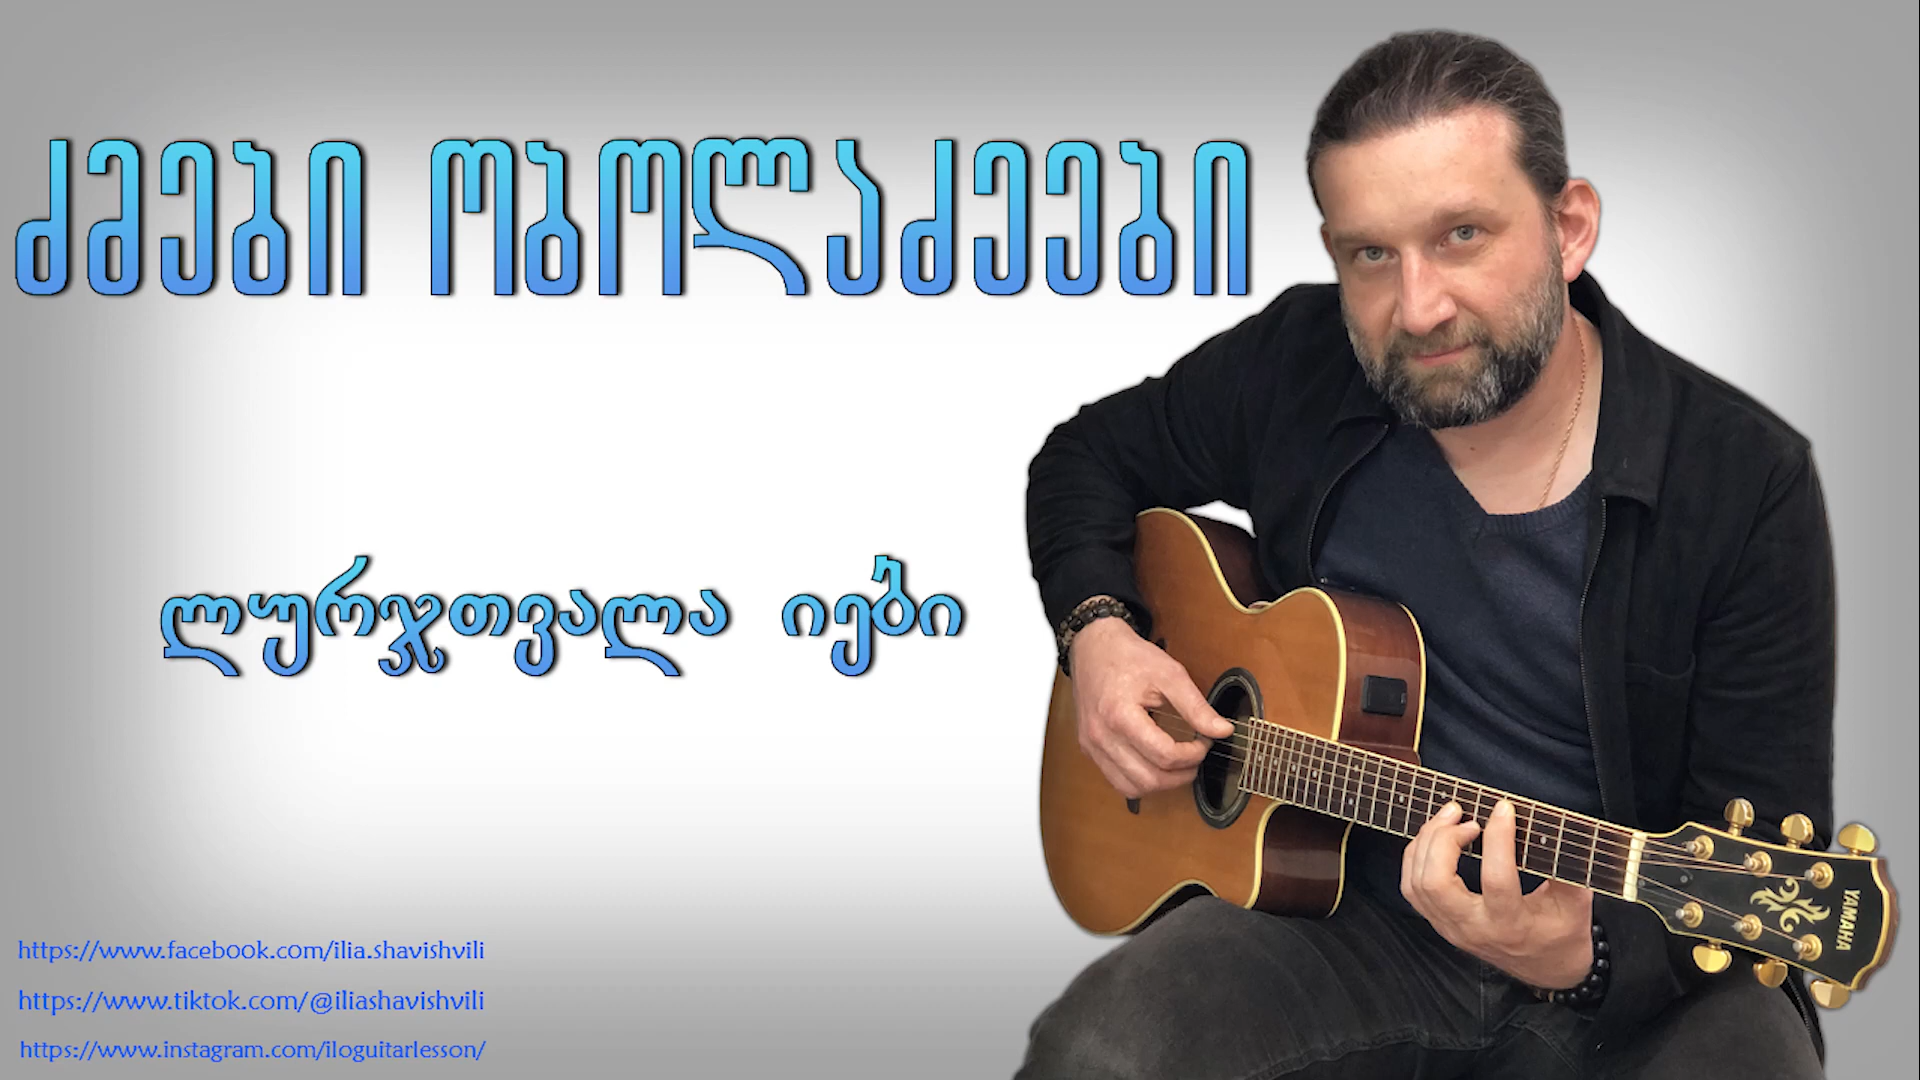 ძმები ობოლაძეები
ლურჯთვალა იები
https://www.facebook.com/ilia.shavishvili
https://www.tiktok.com/@iliashavishvili
https://www.instagram.com/iloguitarlesson/
YAMAHA